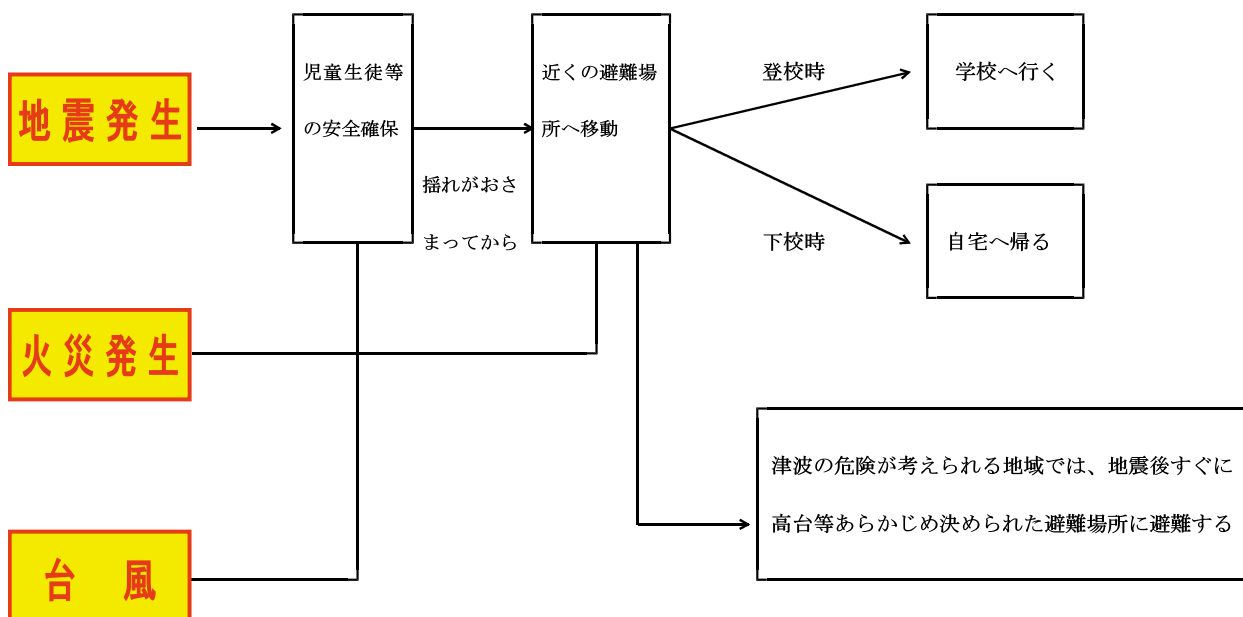 地震発生
児童生徒等
の安全確保
揺れがおさ
まってから
近くの避難場
所へ移動
登校時
学校へ行く
下校時
自宅へ帰る
火災発生
津波の危険が考えられる地域では、地震後すぐに
高台等あらかじめ決められた避難場所に避難する
台　風